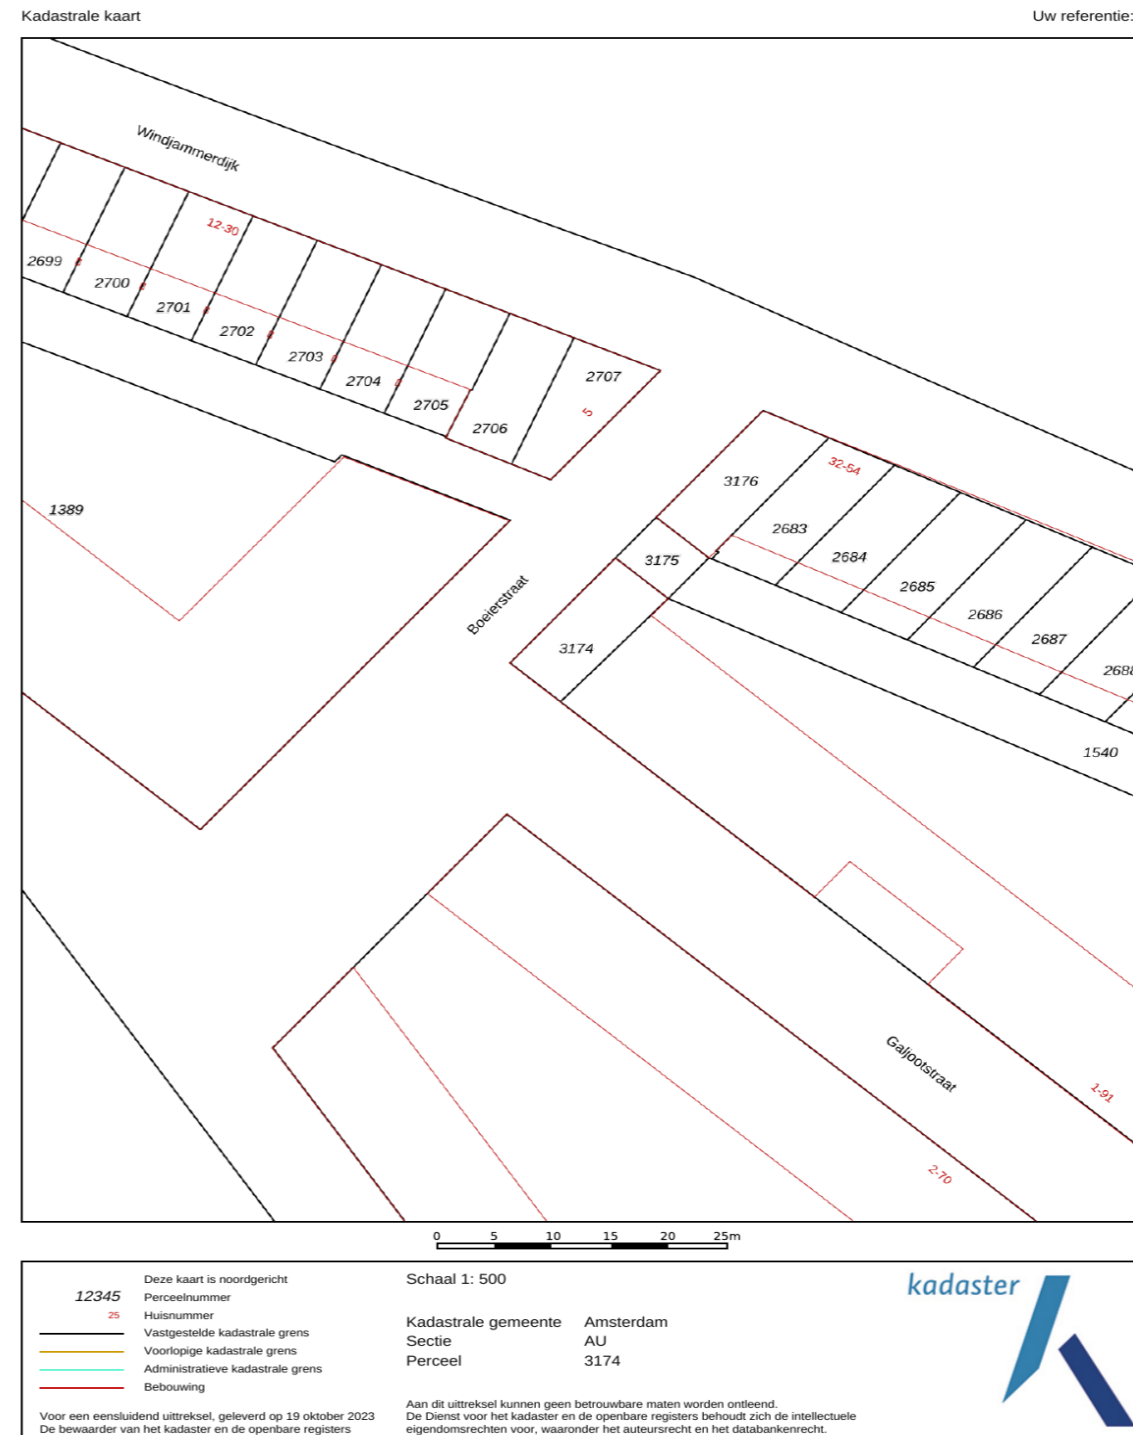 Kadastrale kaart
Uw referentie:
Windjammerdijk
12-30
2699
2700
2701
2702
2703
2704
2705
2706
2707
5
3176
32-54
2683
2684
2685
2686
2687
3175
3174
1540
1389
Boeierstraat
Galjootstraat
1-91
2-70
0 5 10 15 20 25m
Deze kaart is noordgericht
12345 Perceelnummer
25 Huisnummer
Vastgestelde kadastrale grens
Voorlopige kadastrale grens
Administratieve kadastrale grens
Bebouwing
Voor een eensluidend uittreksel, geleverd op 19 oktober 2023
De bewaarder van het kadaster en de openbare registers
Schaal 1: 500
Kadastrale gemeente Amsterdam
Sectie AU
Perceel 3174
Aan dit uittreksel kunnen geen betrouwbare maten worden ontleend.
De Dienst voor het kadaster en de openbare registers behoudt zich de intellectuele
eigendomsrechten voor, waaronder het auteursrecht en het databankenrecht.
kadaster